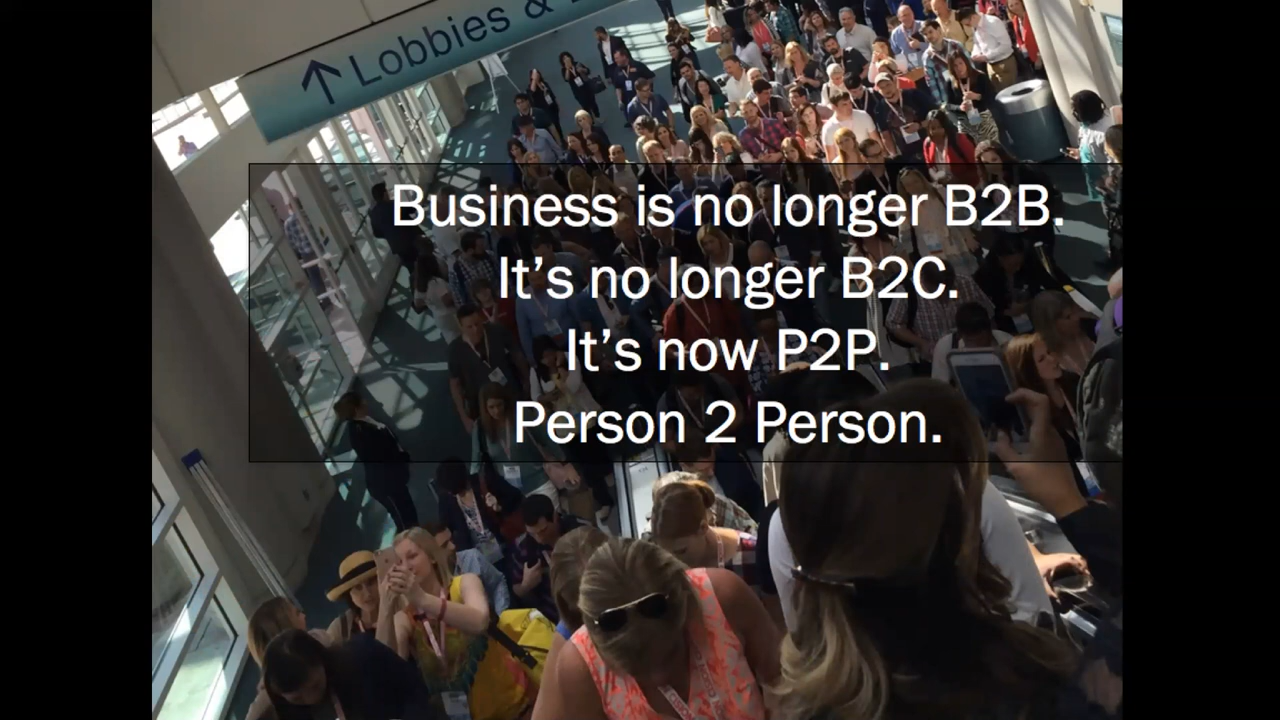 ↑ Lobbies &
Business is no longer B2B.
It’s no longer B2C.
It’s now P2P.
Person 2 Person.